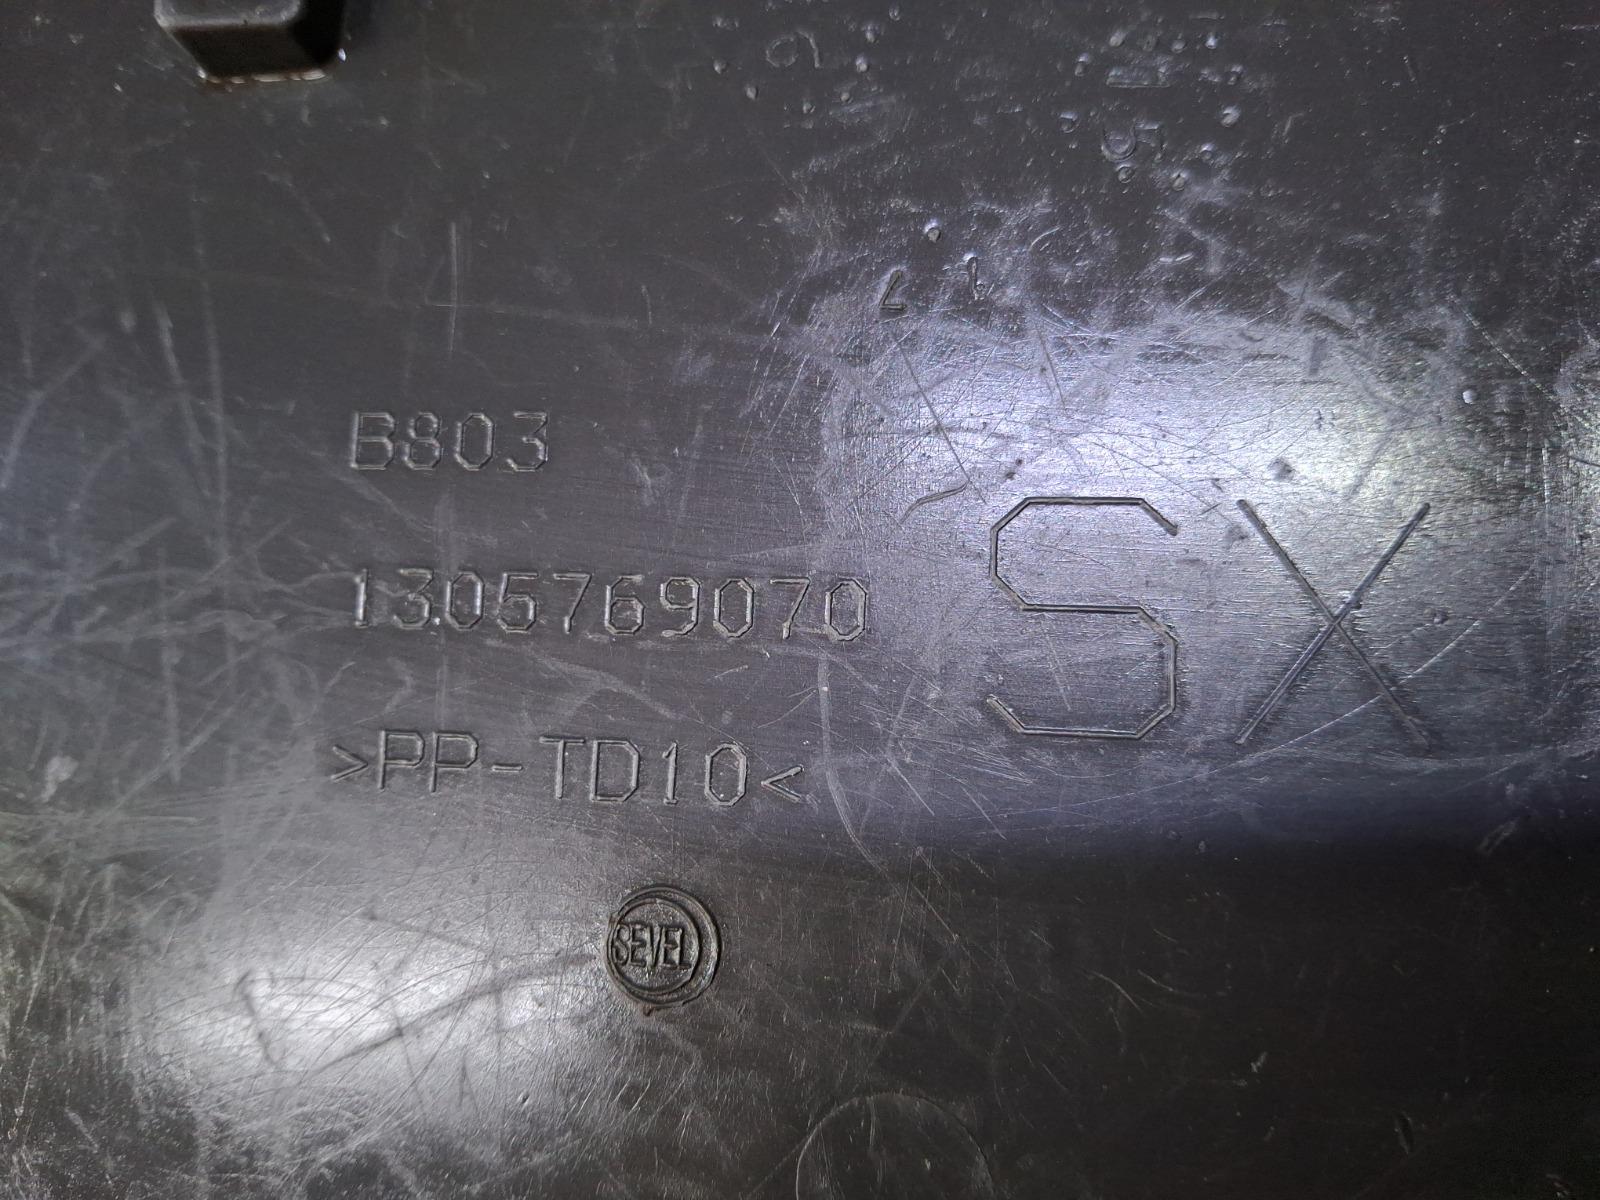 B803
1305769070
SX
>PP-TD10<
SEVEL